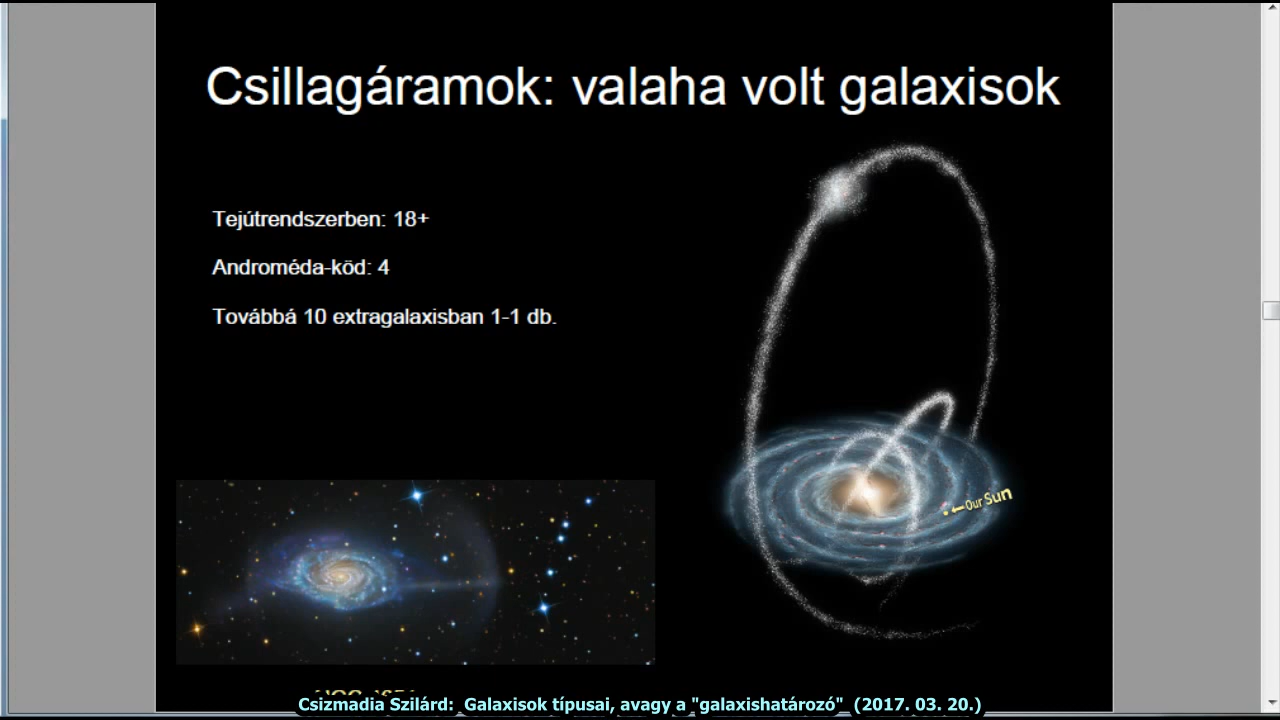 Csillagáramok: valaha volt galaxisok
Tejútrendszerben: 18+
Androméda-köd: 4
Továbbá 10 extragalaxisban 1-1 db.
Our Sun
Csizmadia Szilárd: Galaxisok típusai, avagy a "galaxishatározó" (2017. 03. 20.)